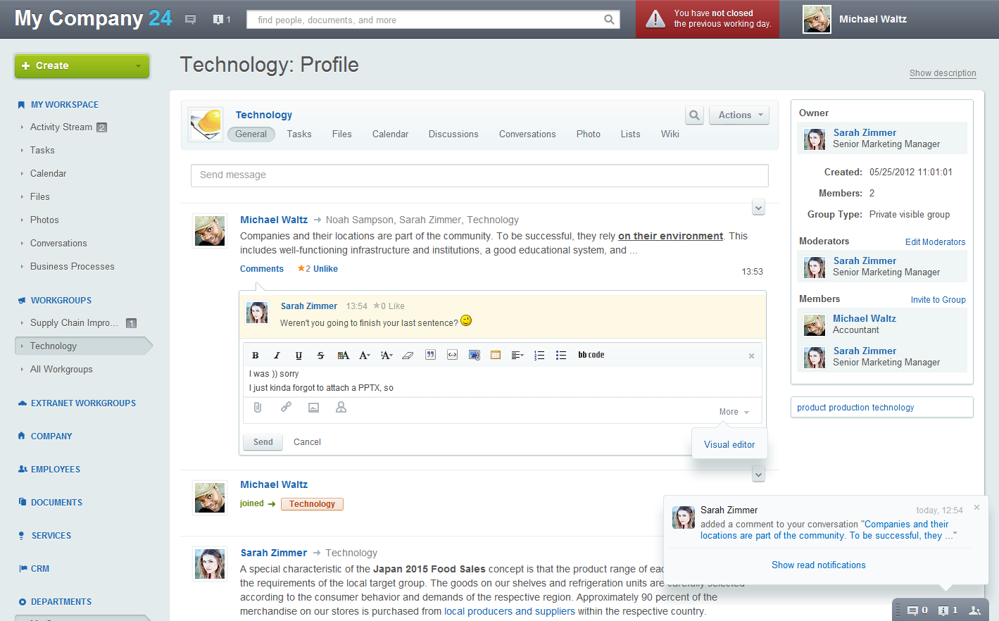 My Company 24
1
find people, documents, and more
You have not closed
the previous working day.
Michael Waltz
Create
Technology: Profile
Show description
MY WORKSPACE
Activity Stream 2
Tasks
Calendar
Files
Photos
Conversations
Business Processes
WORKGROUPS
Supply Chain Impro... 1
Technology
All Workgroups
EXTRANET WORKGROUPS
COMPANY
EMPLOYEES
DOCUMENTS
SERVICES
CRM
DEPARTMENTS
Technology
Actions
General Tasks Files Calendar Discussions Conversations Photo Lists Wiki
Send message
Michael Waltz Noah Sampson, Sarah Zimmer, Technology
Companies and their locations are part of the community. To be successful, they rely on their environment. This
includes well-functioning infrastructure and institutions, a good educational system, and ...
Comments 2 Unlike
13:53
Sarah Zimmer 13:54 0 Like
Weren't you going to finish your last sentence?
B I U S A A A bb code
I was )) sorry
I just kinda forgot to attach a PPTX, so
More
Visual editor
Send Cancel
Michael Waltz
joined Technology
Sarah Zimmer Technology
A special characteristic of the Japan 2015 Food Sales concept is that the product range of eac
the requirements of the local target group. The goods on our shelves and refrigeration units are carefully selected
according to the consumer behavior and demands of the respective region. Approximately 90 percent of the
merchandise on our stores is purchased from local producers and suppliers within the respective country.
Owner
Sarah Zimmer
Senior Marketing Manager
Created: 05/25/2012 11:01:01
Members: 2
Group Type: Private visible group
Moderators Edit Moderators
Sarah Zimmer
Senior Marketing Manager
Members Invite to Group
Michael Waltz
Accountant
Sarah Zimmer
Senior Marketing Manager
product production technology
Sarah Zimmer today, 12:54
added a comment to your conversation "Companies and their
locations are part of the community. To be successful, they ..."
Show read notifications
0 1